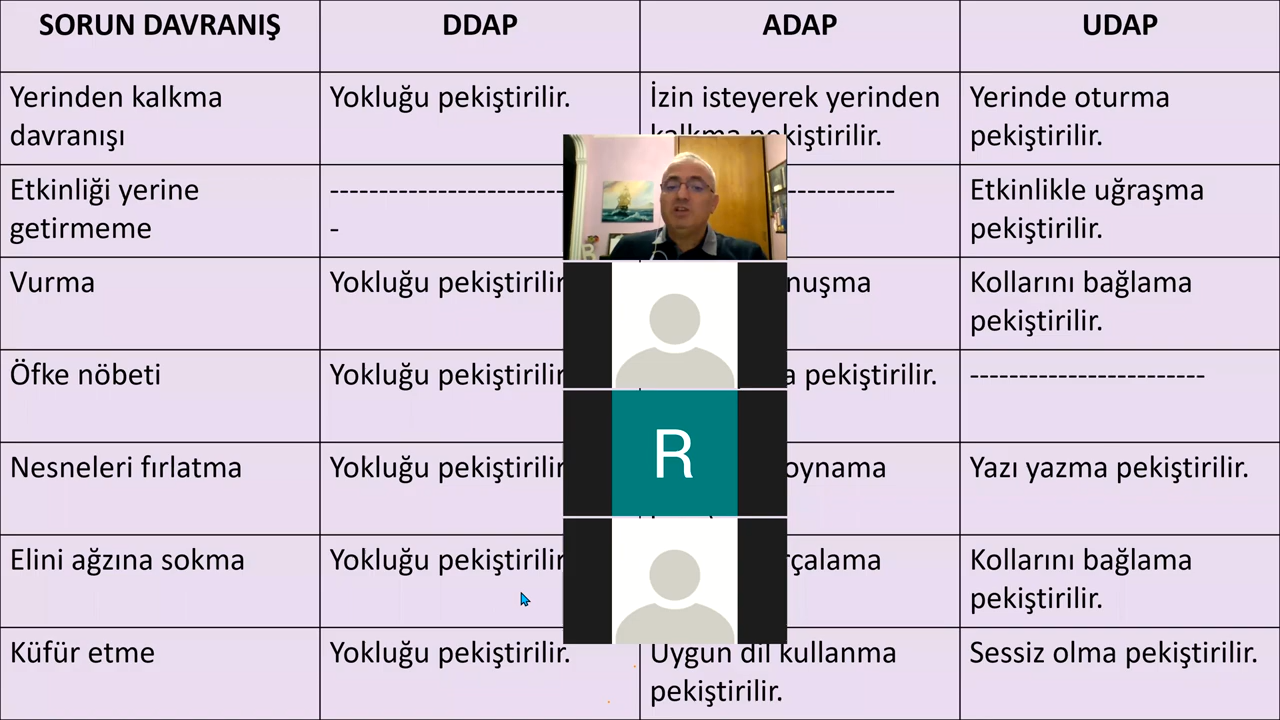 SORUN DAVRANIŞ DDAP ADAP UDAP
Yerinden kalkma Yokluğu pekiştirilir. İzin isteyerek yerinden Yerinde oturma
davranışı kalkma pekiştirilir. pekiştirilir.
Etkinliği yerine ------------------------ ----------- Etkinlikle uğraşma
getirmeme - pekiştirilir.
Vurma Yokluğu pekiştirilir Kollarını bağlama
pekiştirilir.
Öfke nöbeti Yokluğu pekiştirilir pekiştirilir. ------------------------
Nesneleri fırlatma Yokluğu pekiştirilir oynama Yazı yazma pekiştirilir.
R
Elini ağzına sokma Yokluğu pekiştirilir Kollarını bağlama
pekiştirilir.
Küfür etme Yokluğu pekiştirilir. Uygun dil kullanma Sessiz olma pekiştirilir.
pekiştirilir.